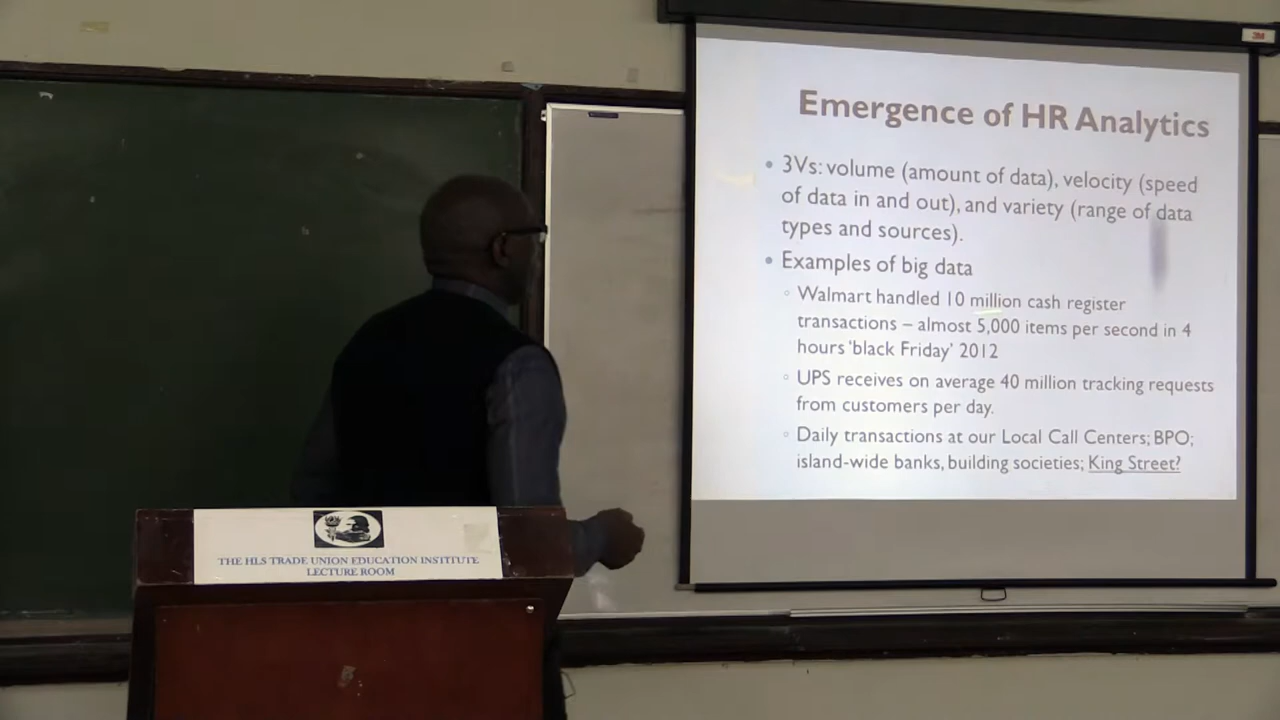 Emergence of HR Analytics
• 3Vs: volume (amount of data), velocity (speed
of data in and out), and variety (range of data
types and sources).
• Examples of big data
◦ Walmart handled 10 million cash register
transactions – almost 5,000 items per second in 4
hours 'black Friday' 2012
◦ UPS receives on average 40 million tracking requests
from customers per day.
◦ Daily transactions at our Local Call Centers; BPO;
island-wide banks, building societies; King Street?
THE HLS TRADE UNION EDUCATION INSTITUTE
LECTURE ROOM